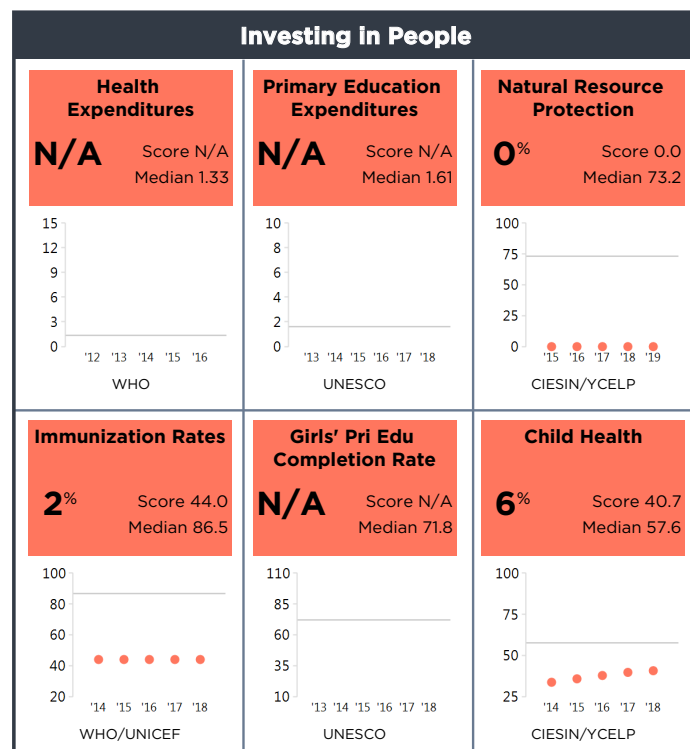 Investing in People
Health
Expenditures
N/A
Score N/A
Median 1.33
15
12
9
6
3
0
'12 '13 '14 '15 '16
WHO
Primary Education
Expenditures
N/A
Score N/A
Median 1.61
10
8
6
4
2
0
'13 '14 '15 '16 '17 '18
UNESCO
Natural Resource
Protection
0%
Score 0.0
Median 73.2
100
75
50
25
0
'15 '16 '17 '18 '19
CIESIN/YCELP
Immunization Rates
2%
Score 44.0
Median 86.5
100
80
60
40
20
'14 '15 '16 '17 '18
WHO/UNICEF
Girls' Pri Edu
Completion Rate
N/A
Score N/A
Median 71.8
110
85
60
35
10
'13 '14 '15 '16 '17 '18
UNESCO
Child Health
6%
Score 40.7
Median 57.6
100
75
50
25
'14 '15 '16 '17 '18
CIESIN/YCELP